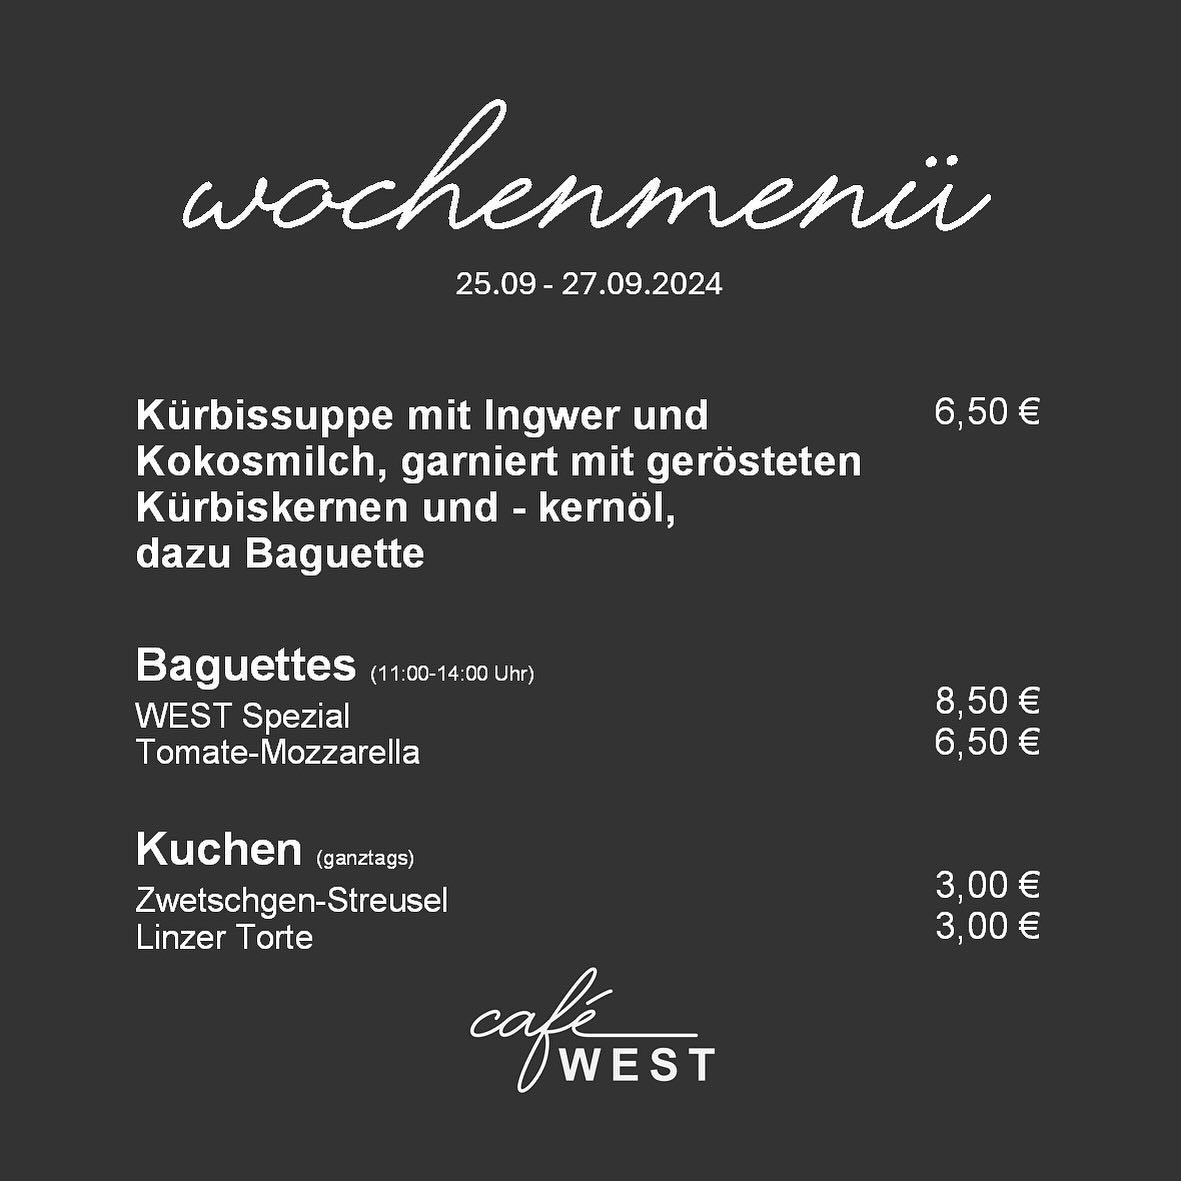 wochenmenü
25.09 - 27.09.2024
Kürbissuppe mit Ingwer und 6,50 €
Kokosmilch, garniert mit gerösteten
Kürbiskernen und - kernöl,
dazu Baguette
Baguettes (11:00-14:00 Uhr)
WEST Spezial 8,50 €
Tomate-Mozzarella 6,50 €
Kuchen (ganztags)
Zwetschgen-Streusel 3,00 €
Linzer Torte 3,00 €
café
WEST